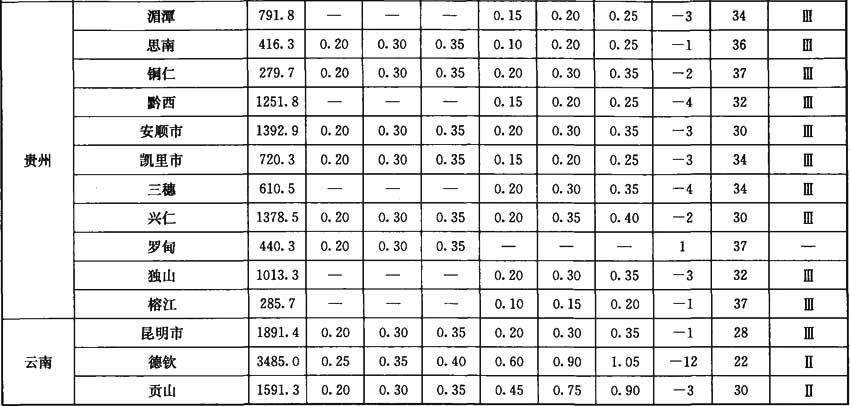 湄潭 791.8 — — — 0.15 0.20 0.25 −3 34 Ⅲ
思南 416.3 0.20 0.30 0.35 0.10 0.20 0.25 −1 36 Ⅲ
铜仁 279.7 0.20 0.30 0.35 0.20 0.30 0.35 −2 37 Ⅲ
黔西 1251.8 — — — 0.15 0.20 0.25 −4 32 Ⅲ
安顺市 1392.9 0.20 0.30 0.35 0.20 0.30 0.35 −3 30 Ⅲ
贵州 凯里市 720.3 0.20 0.30 0.35 0.15 0.20 0.25 −3 34 Ⅲ
三穗 610.5 — — — 0.20 0.30 0.35 −4 34 Ⅲ
兴仁 1378.5 0.20 0.30 0.35 0.20 0.35 0.40 −2 30 Ⅲ
罗甸 440.3 0.20 0.30 0.35 — — — 1 37 —
独山 1013.3 — — — 0.20 0.30 0.35 −3 32 Ⅲ
榕江 285.7 — — — 0.10 0.15 0.20 −1 37 Ⅲ
昆明市 1891.4 0.20 0.30 0.35 0.20 0.30 0.35 −1 28 Ⅲ
云南 德钦 3485.0 0.25 0.35 0.40 0.60 0.90 1.05 −12 22 Ⅱ
贡山 1591.3 0.20 0.30 0.35 0.45 0.75 0.90 −3 30 Ⅱ